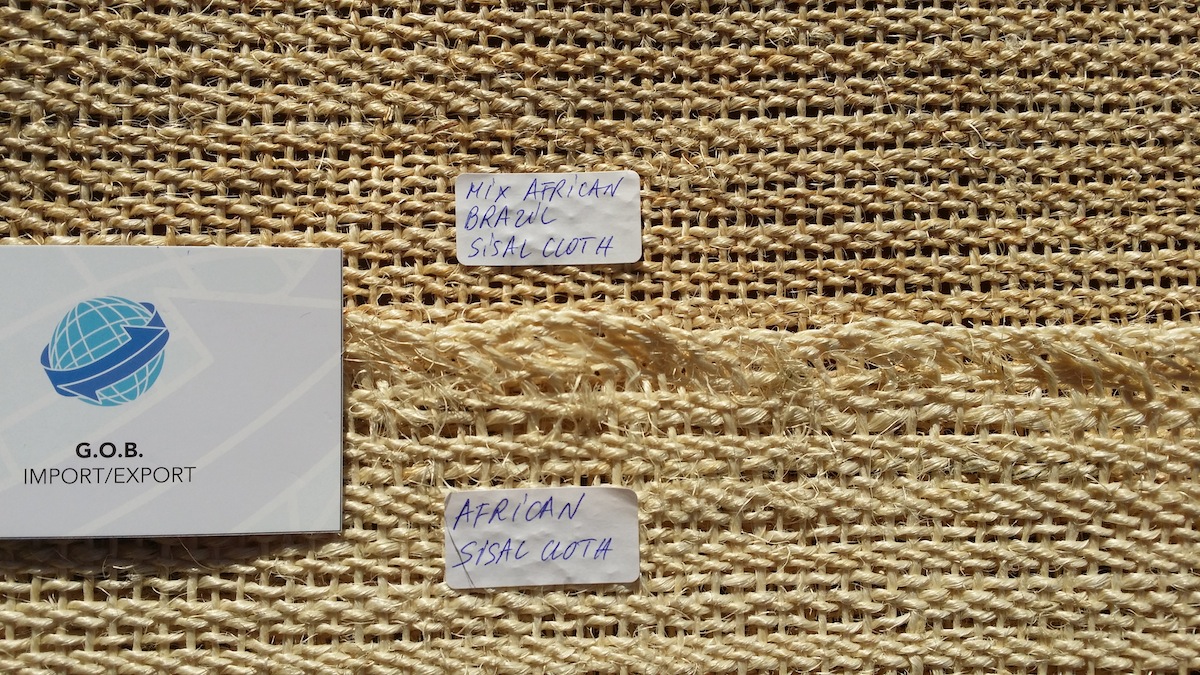 MIX AFRICAN
BRAZIL
SISAL CLOTH
G.O.B.
IMPORT/EXPORT
AFRICAN
SISAL CLOTH